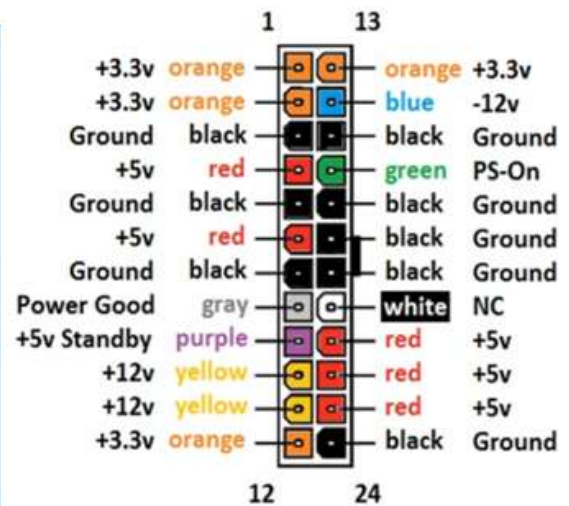 1 13
+3.3v orange orange +3.3v
+3.3v orange blue -12v
Ground black black Ground
+5v red green PS-On
Ground black black Ground
+5v red black Ground
Ground black black Ground
Power Good gray white NC
+5v Standby purple red +5v
+12v yellow red +5v
+12v yellow red +5v
+3.3v orange black Ground
12 24